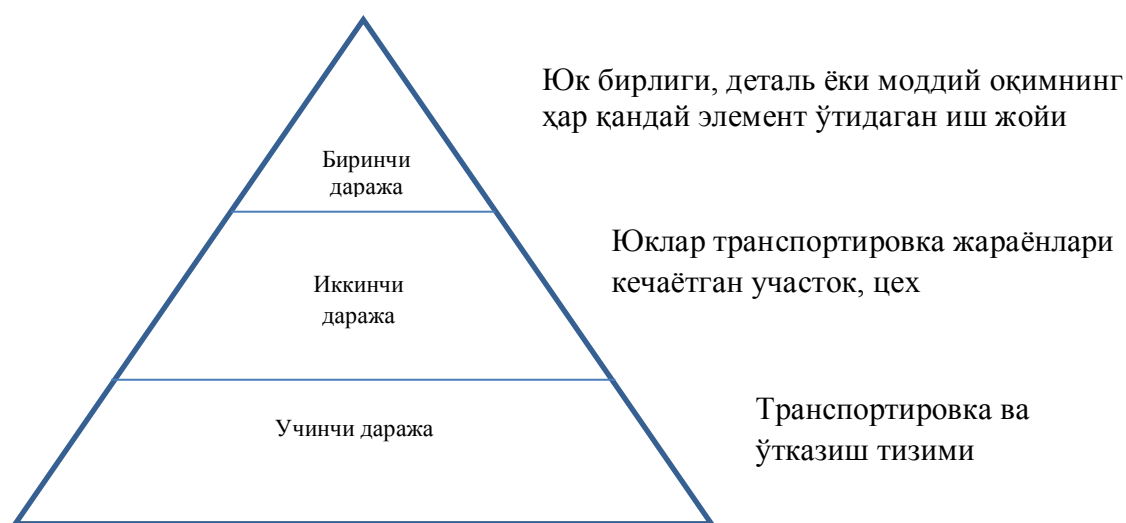 Юк бирлиги, деталь ёки моддий оқимнинг
ҳар қандай элемент ўтидаган иш жойи
Биринчи
даража
Юклар транспортировка жараёнлари
кечаётган участок, цех
Иккинчи
даража
Транспортировка ва
ўтказиш тизими
Учинчи даража